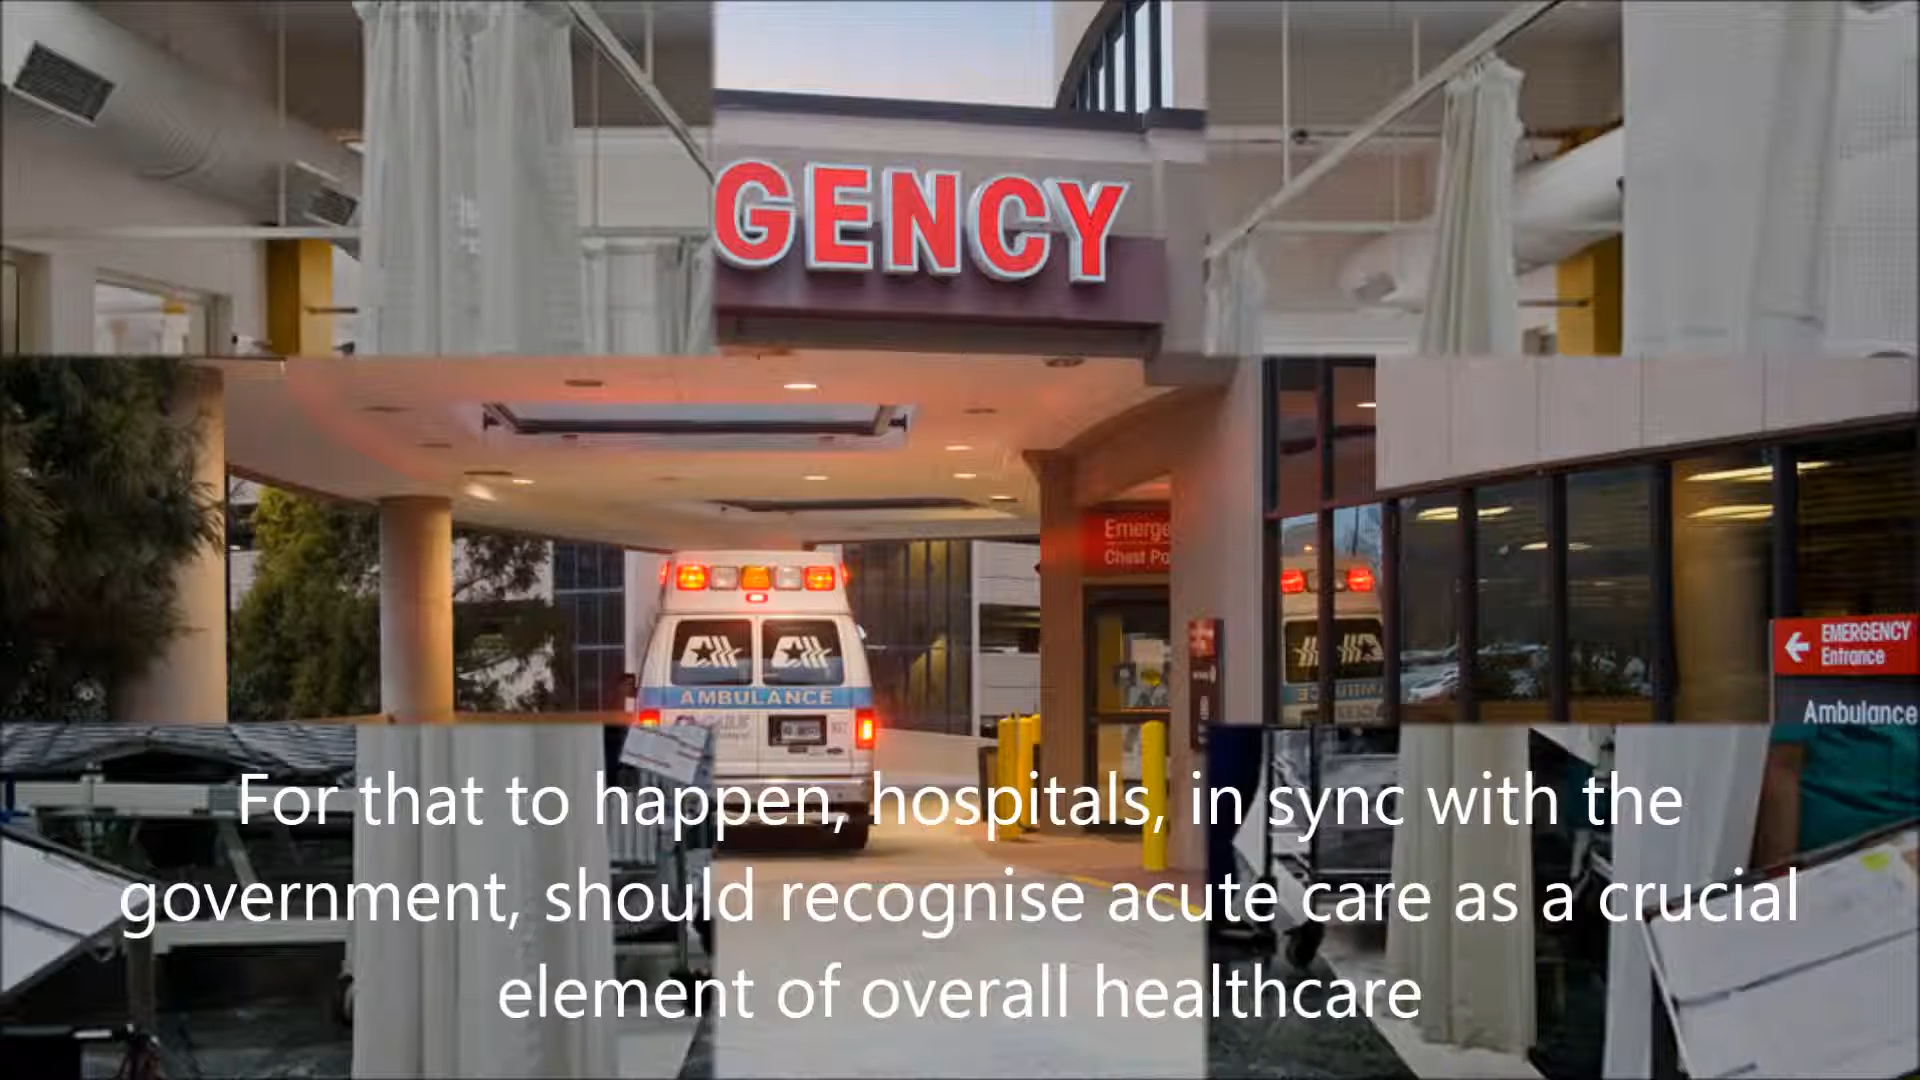 GENCY
Emerge
Chest Pa
EMERGENCY
Entrance
Ambulance
AMBULANCE
For that to happen, hospitals, in sync with the
government, should recognise acute care as a crucial
element of overall healthcare